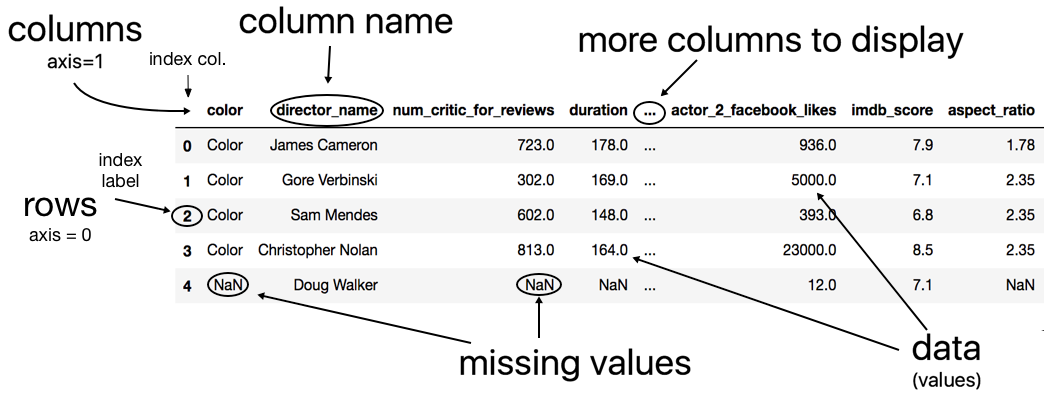 columns
axis=1
index col.
column name
more columns to display
color director_name num_critic_for_reviews duration ... actor_2_facebook_likes imdb_score aspect_ratio
0 Color James Cameron 723.0 178.0 ... 936.0 7.9 1.78
1 Color Gore Verbinski 302.0 169.0 ... 5000.0 7.1 2.35
2 Color Sam Mendes 602.0 148.0 ... 393.0 6.8 2.35
3 Color Christopher Nolan 813.0 164.0 ... 23000.0 8.5 2.35
4 NaN Doug Walker NaN NaN ... 12.0 7.1 NaN
index
label
rows
axis = 0
missing values
data
(values)